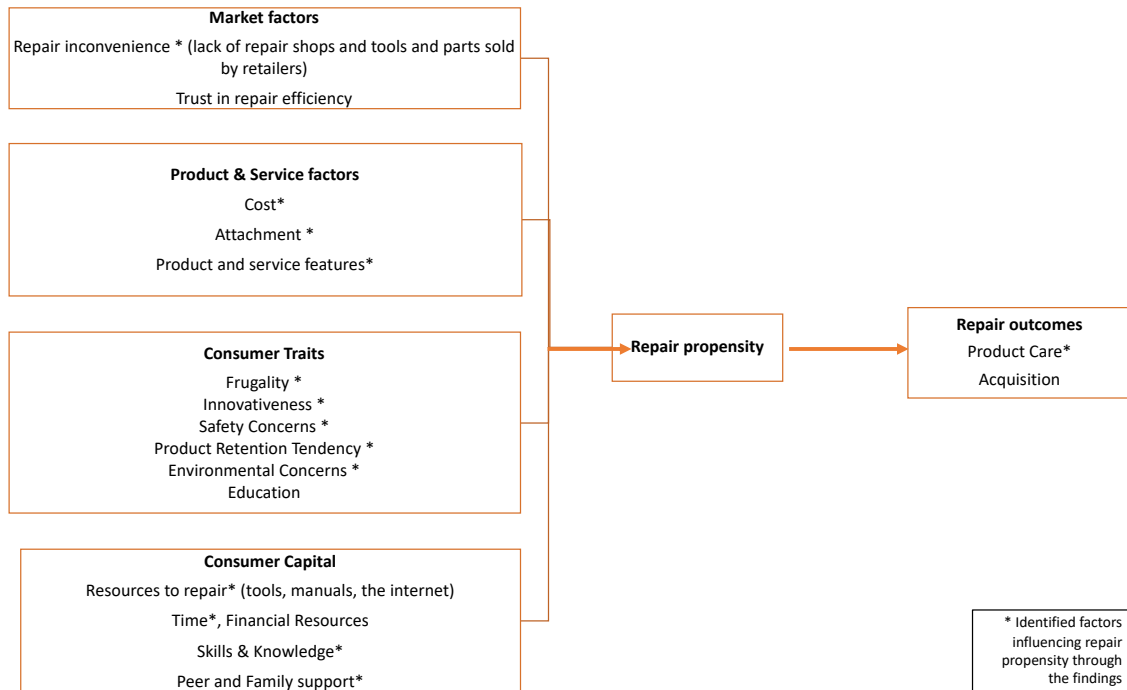 Market factors
Repair inconvenience * (lack of repair shops and tools and parts sold
by retailers)
Trust in repair efficiency
Product & Service factors
Cost*
Attachment *
Product and service features*
Consumer Traits
Frugality *
Innovativeness *
Safety Concerns *
Product Retention Tendency *
Environmental Concerns *
Education
Consumer Capital
Resources to repair* (tools, manuals, the internet)
Time*, Financial Resources
Skills & Knowledge*
Peer and Family support*
Repair propensity
Repair outcomes
Product Care*
Acquisition
* Identified factors
influencing repair
propensity through
the findings